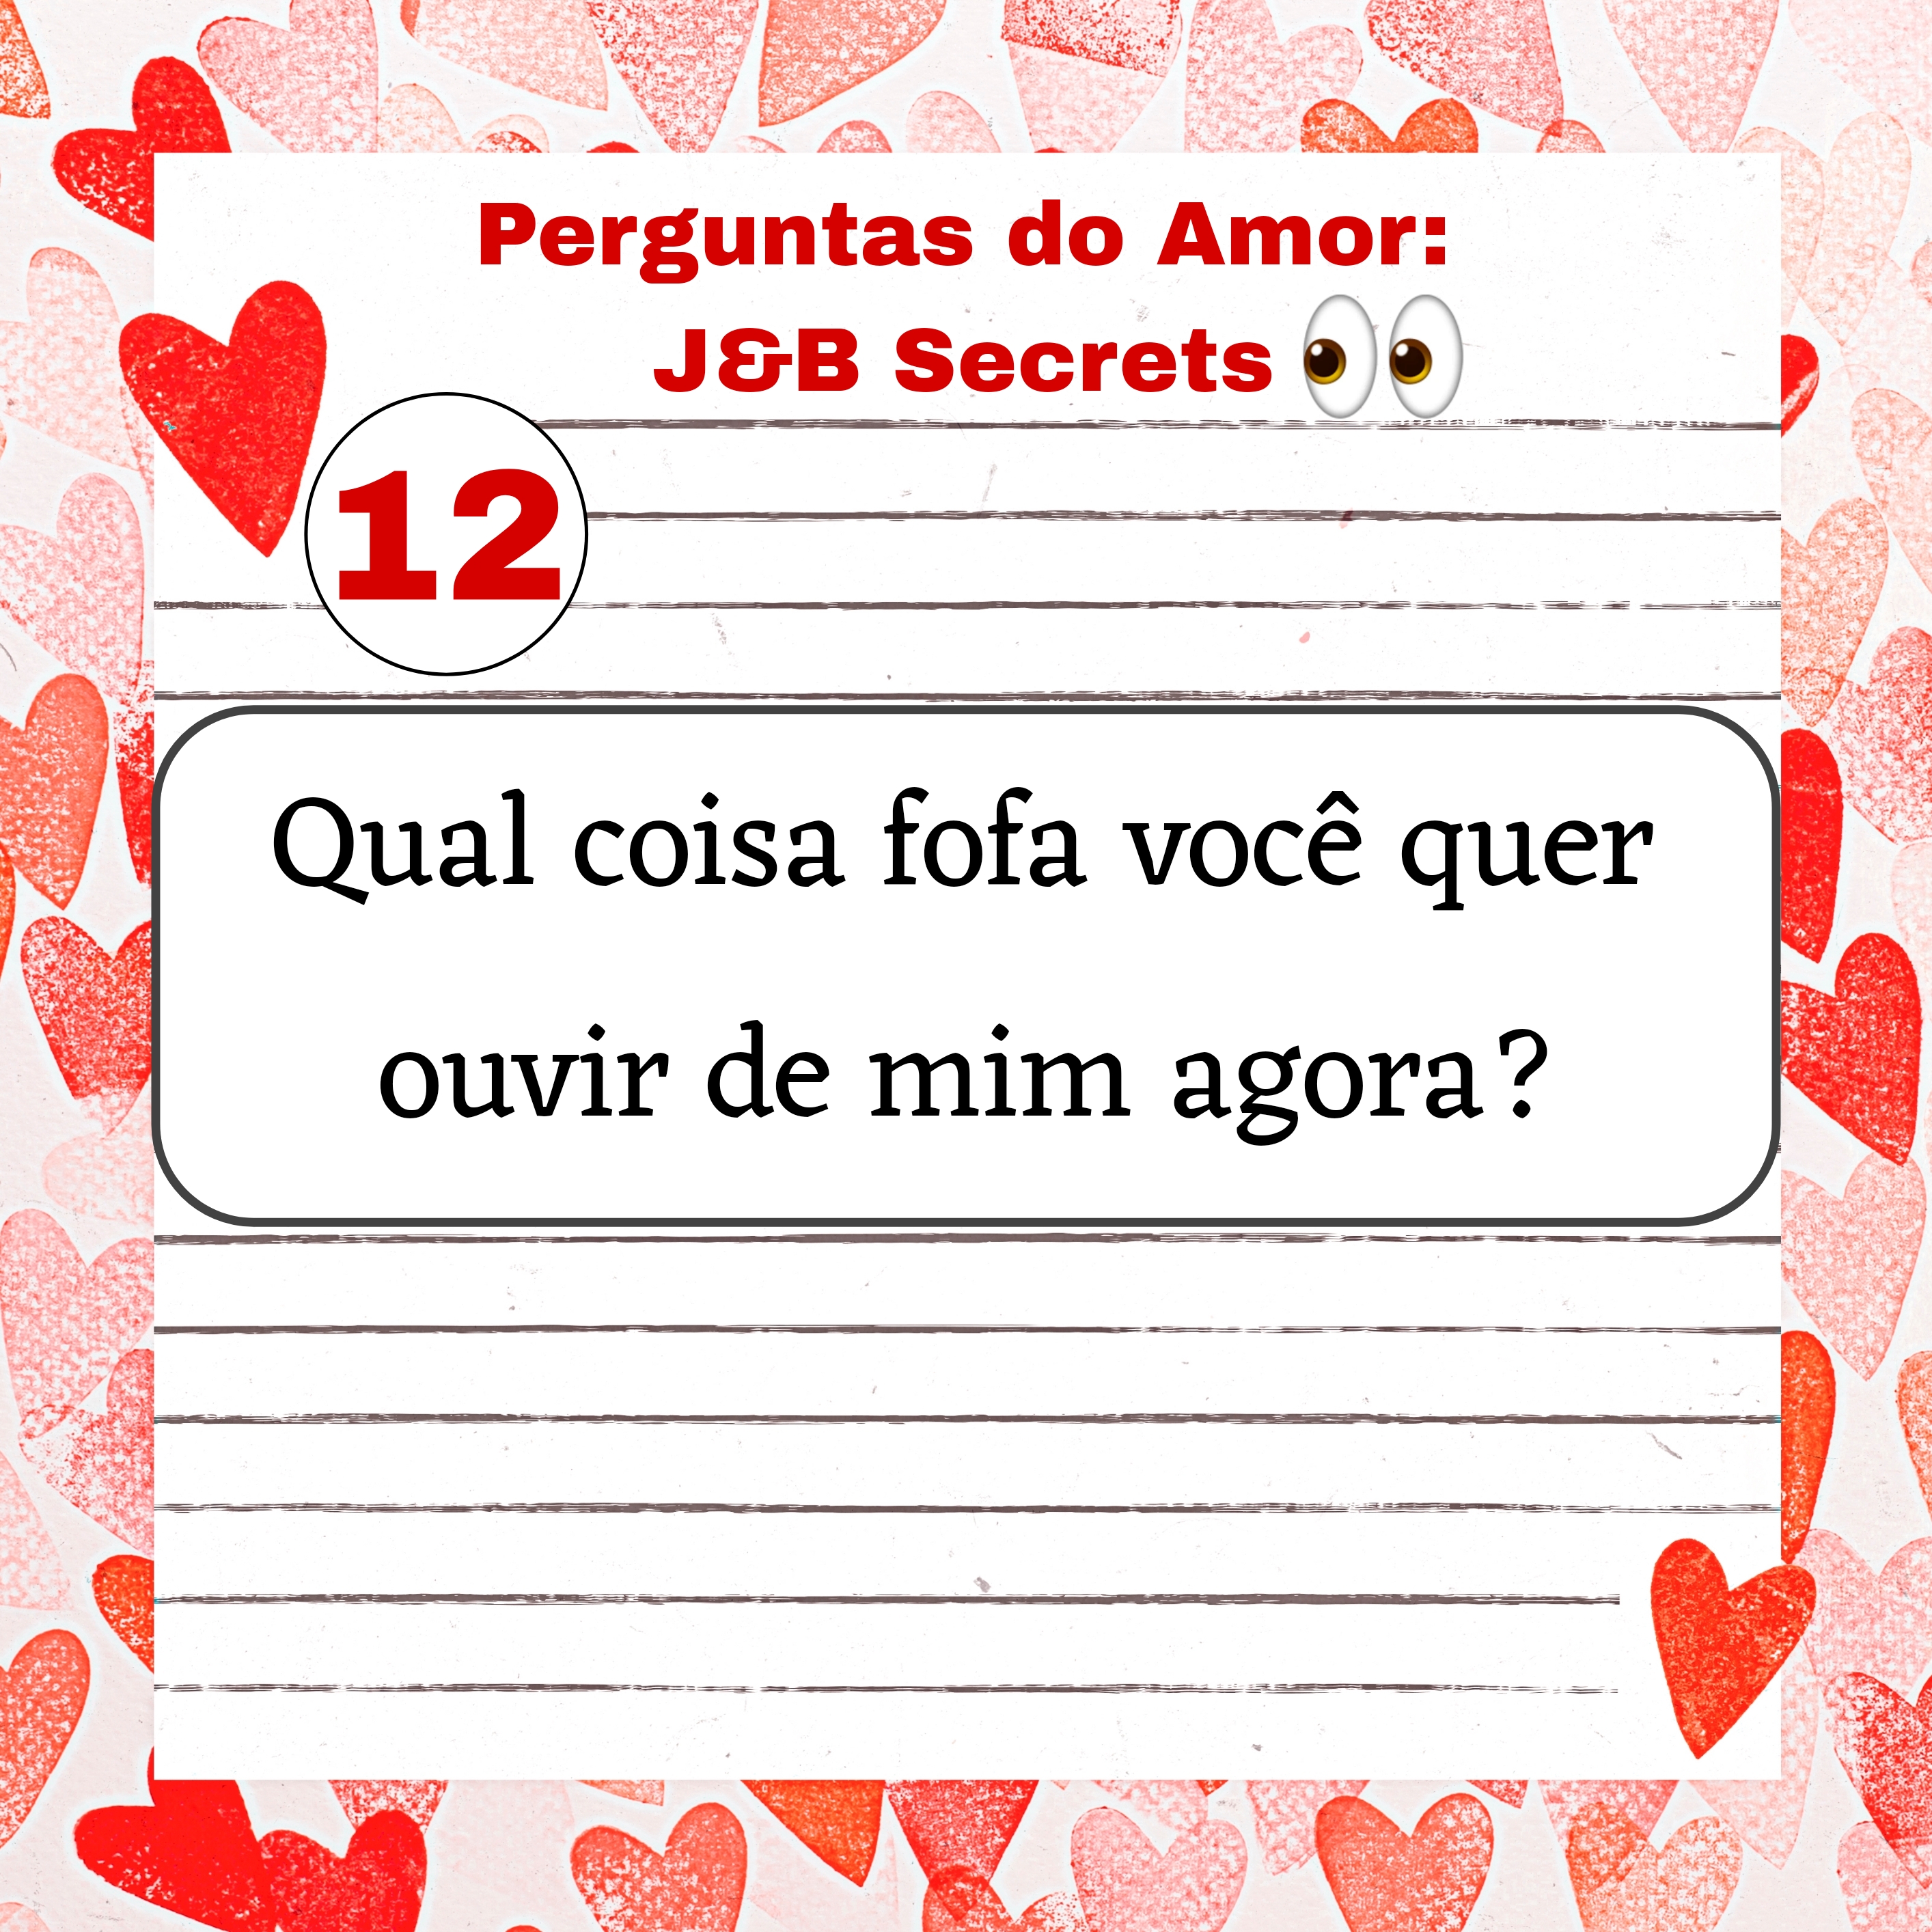 Perguntas do Amor:
J&B Secrets 👀
12
Qual coisa fofa você quer
ouvir de mim agora?